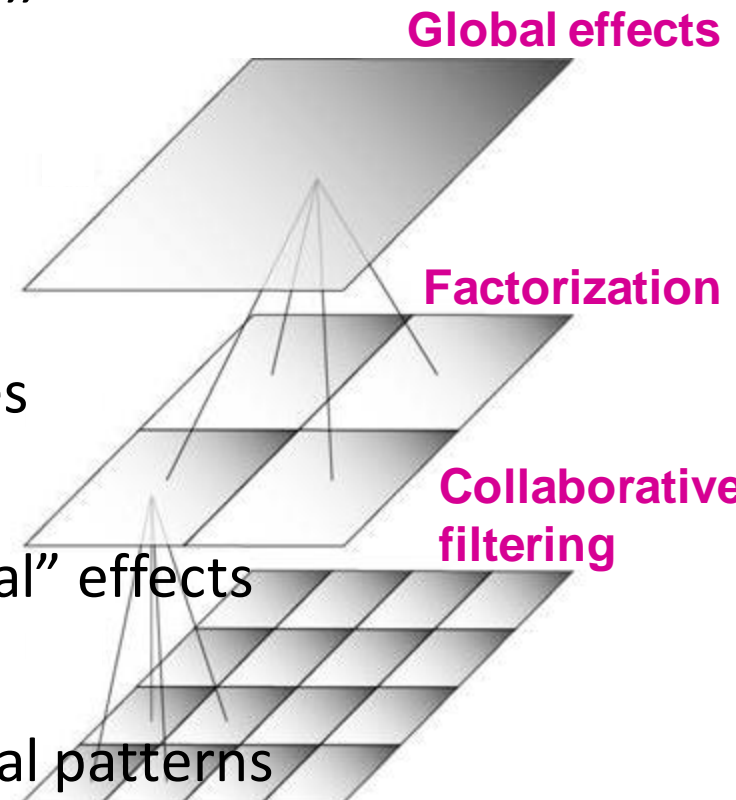 ”
Global effects
Factorization
s
Collaborative
filtering
al” effects
al patterns